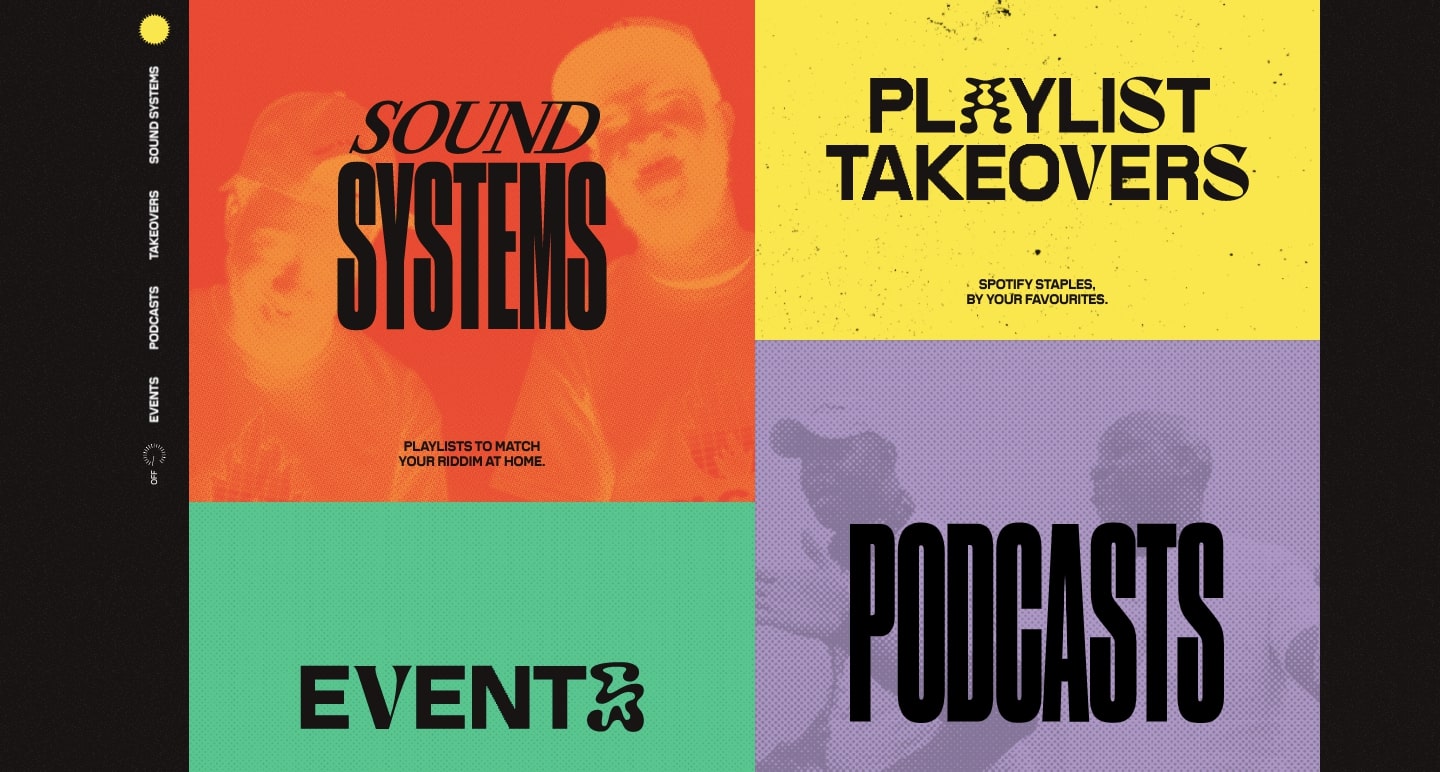 SOUND SYSTEMS
TAKEOVERS
PODCASTS
EVENTS
OFF
SOUND
SYSTEMS
PLAYLISTS TO MATCH
YOUR RIDDIM AT HOME.
PLAYLIST
TAKEOVERS
SPOTIFY STAPLES,
BY YOUR FAVOURITES.
EVENTS
PODCASTS